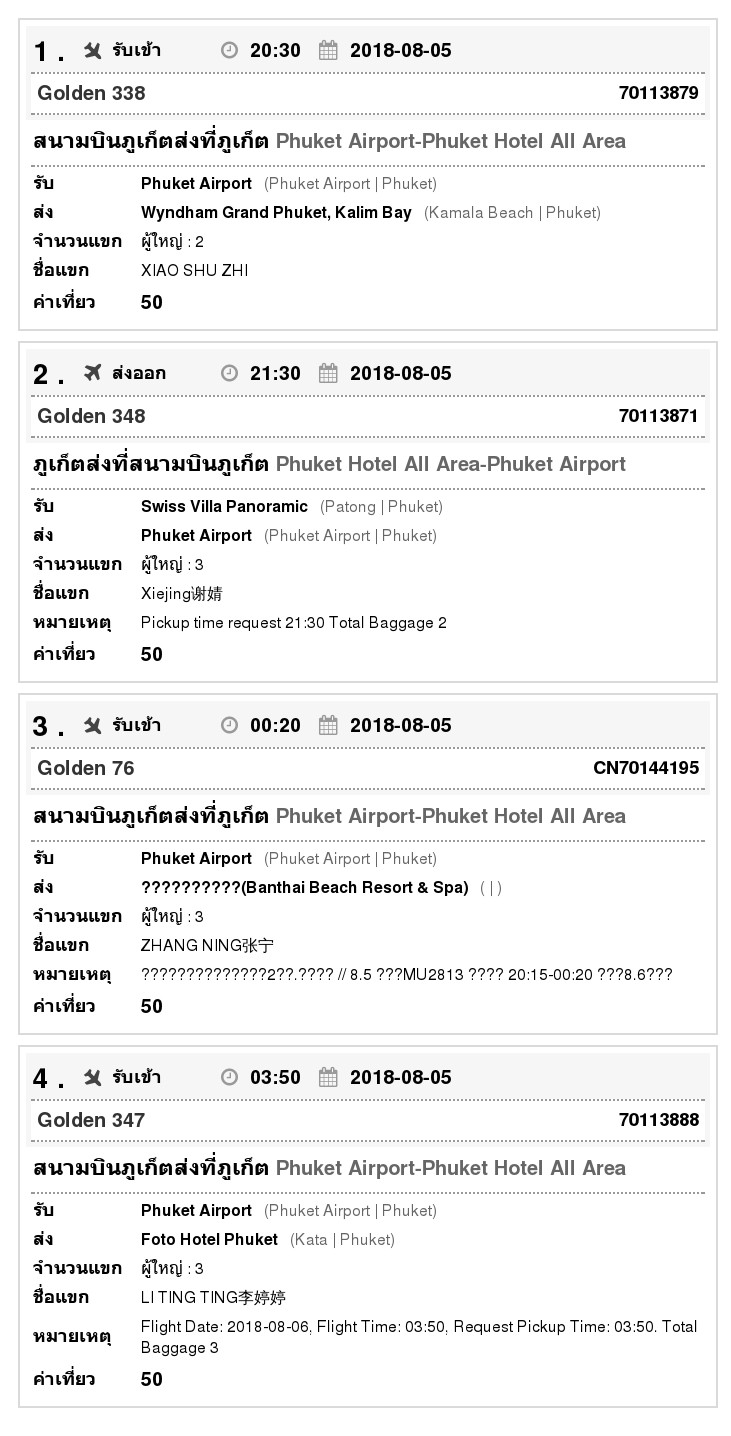 1 . รับเข้า 20:30 2018-08-05
Golden 338 70113879
สนามบินภูเก็ตส่งที่ภูเก็ต Phuket Airport-Phuket Hotel All Area
รับ Phuket Airport (Phuket Airport | Phuket)
ส่ง Wyndham Grand Phuket, Kalim Bay (Kamala Beach | Phuket)
จำนวนแขก ผู้ใหญ่ : 2
ชื่อแขก XIAO SHU ZHI
ค่าเที่ยว 50
2 . ส่งออก 21:30 2018-08-05
Golden 348 70113871
ภูเก็ตส่งที่สนามบินภูเก็ต Phuket Hotel All Area-Phuket Airport
รับ Swiss Villa Panoramic (Patong | Phuket)
ส่ง Phuket Airport (Phuket Airport | Phuket)
จำนวนแขก ผู้ใหญ่ : 3
ชื่อแขก Xiejing谢婧
หมายเหตุ Pickup time request 21:30 Total Baggage 2
ค่าเที่ยว 50
3 . รับเข้า 00:20 2018-08-05
Golden 76 CN70144195
สนามบินภูเก็ตส่งที่ภูเก็ต Phuket Airport-Phuket Hotel All Area
รับ Phuket Airport (Phuket Airport | Phuket)
ส่ง ??????????(Banthai Beach Resort & Spa) ( | )
จำนวนแขก ผู้ใหญ่ : 3
ชื่อแขก ZHANG NING张宁
หมายเหตุ ??????????????2??.???? // 8.5 ???MU2813 ???? 20:15-00:20 ???8.6???
ค่าเที่ยว 50
4 . รับเข้า 03:50 2018-08-05
Golden 347 70113888
สนามบินภูเก็ตส่งที่ภูเก็ต Phuket Airport-Phuket Hotel All Area
รับ Phuket Airport (Phuket Airport | Phuket)
ส่ง Foto Hotel Phuket (Kata | Phuket)
จำนวนแขก ผู้ใหญ่ : 3
ชื่อแขก LI TING TING李婷婷
หมายเหตุ Flight Date: 2018-08-06, Flight Time: 03:50, Request Pickup Time: 03:50. Total
Baggage 3
ค่าเที่ยว 50